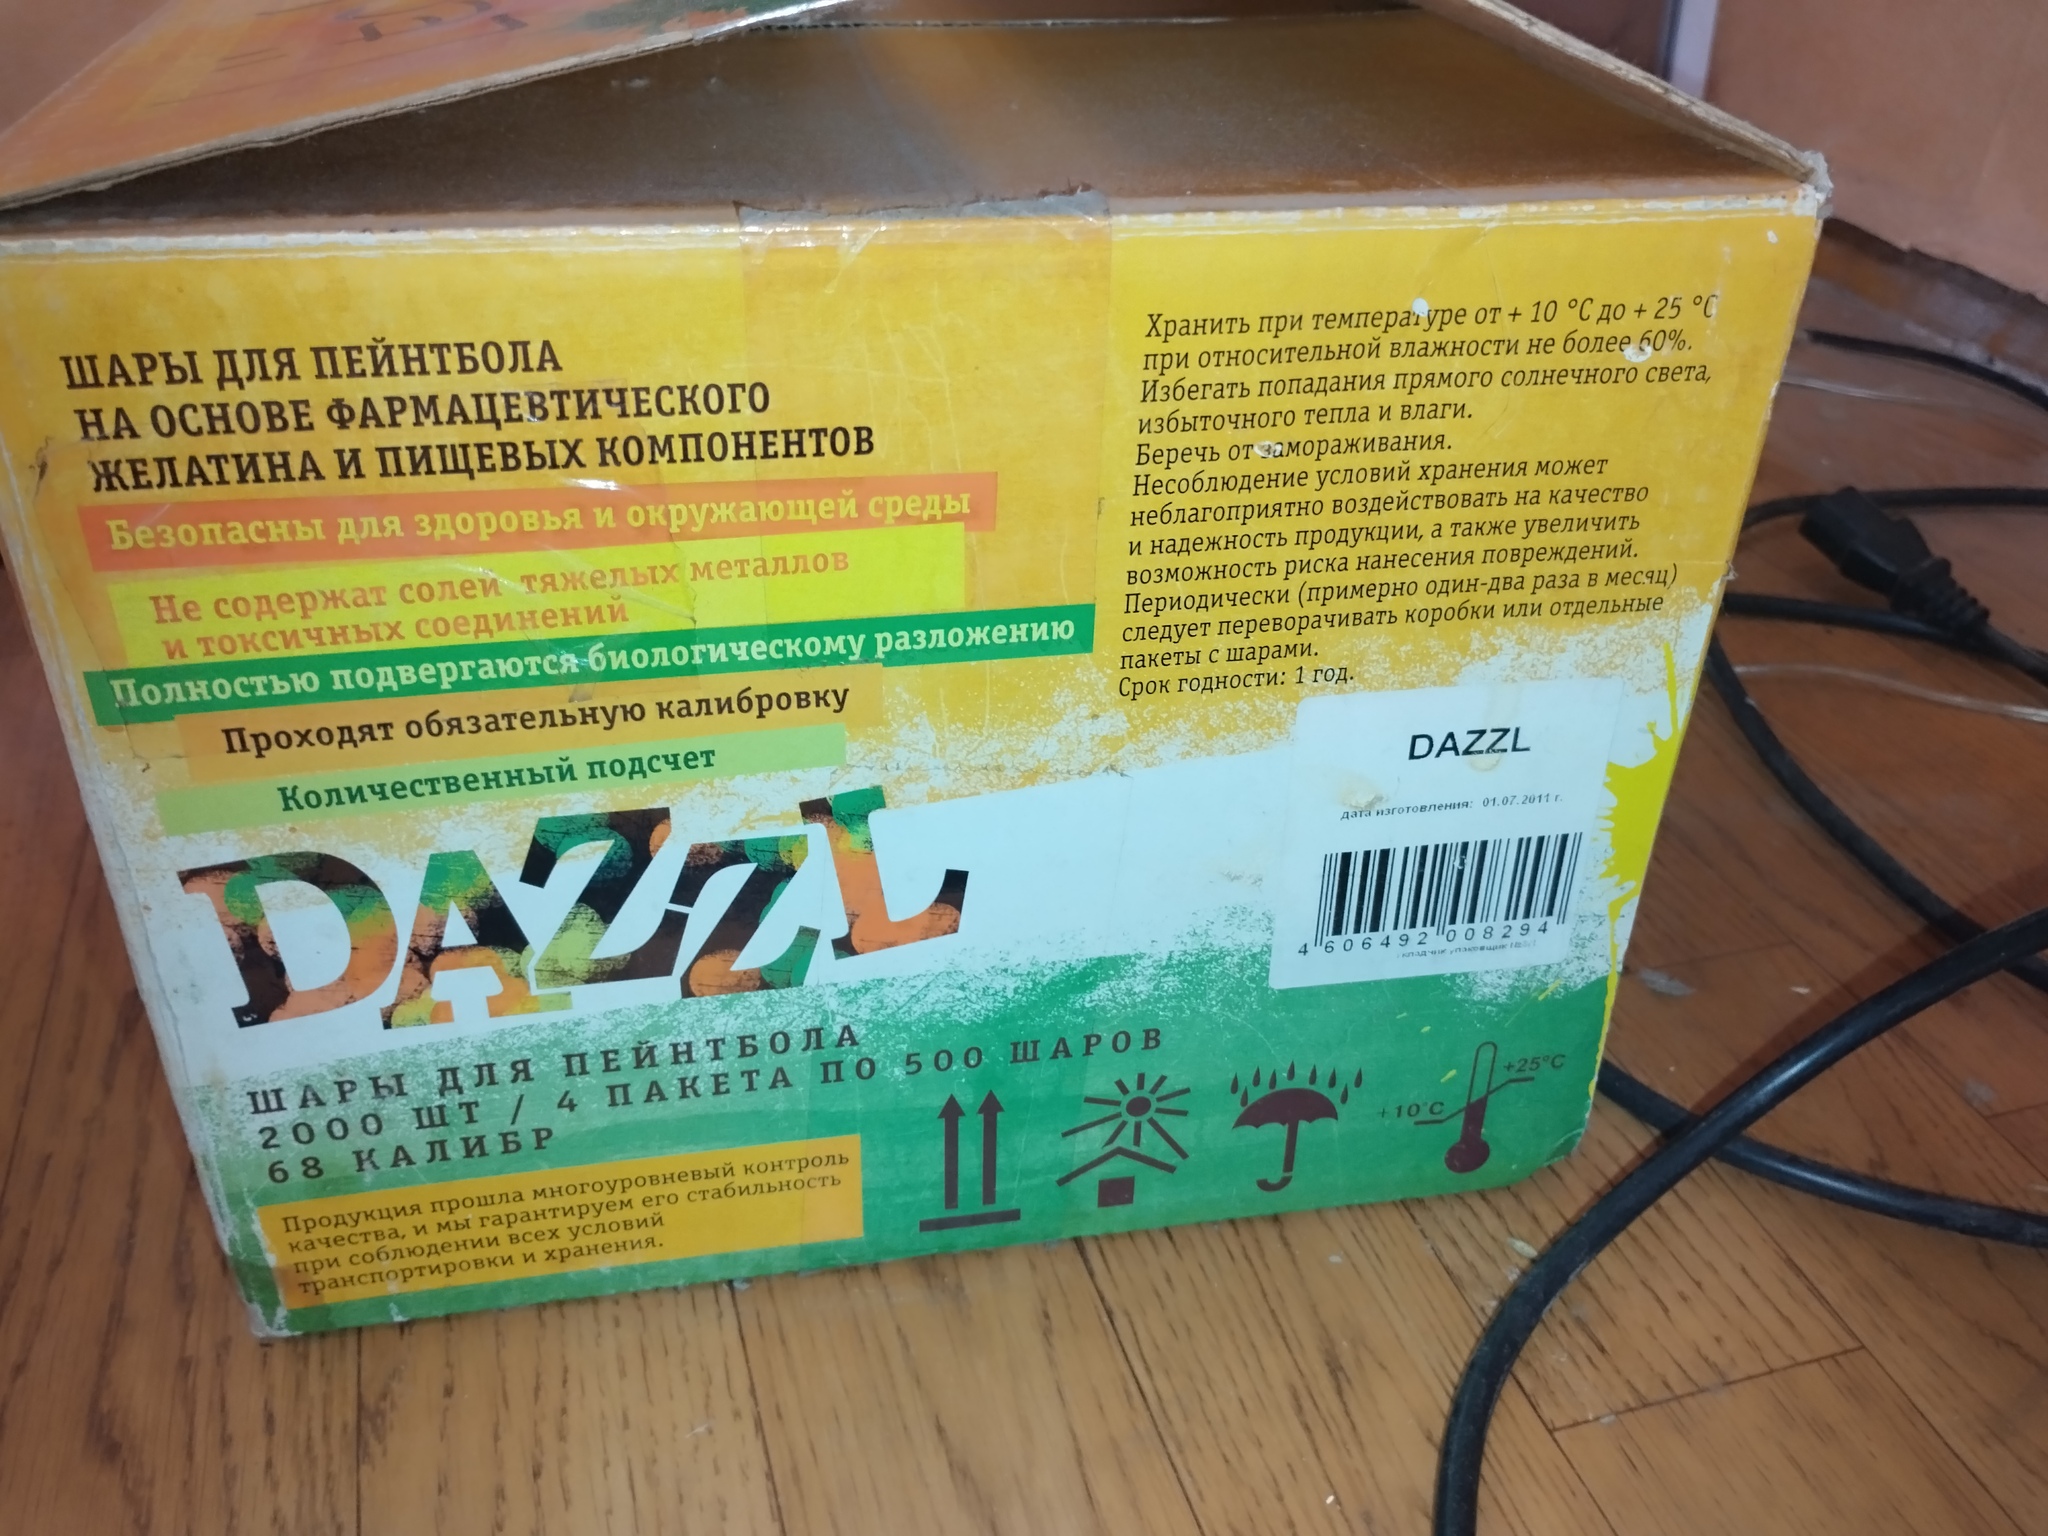 ШАРЫ ДЛЯ ПЕЙНТБОЛА
НА ОСНОВЕ ФАРМАЦЕВТИЧЕСКОГО
ЖЕЛАТИНА И ПИЩЕВЫХ КОМПОНЕНТОВ
Безопасны для здоровья и окружающей среды
Не содержат солей тяжелых металлов
и токсичных соединений
Полностью подвергаются биологическому разложению
Проходят обязательную калибровку
Количественный подсчет
DAZZL
ШАРЫ ДЛЯ ПЕЙНТБОЛА
2000 ШТ / 4 ПАКЕТА ПО 500 ШАРОВ
68 КАЛИБР
Продукция прошла многоуровневый контроль
качества, и мы гарантируем его стабильность
при соблюдении всех условий
транспортировки и хранения.
Хранить при температуре от + 10 °C до + 25 °C
при относительной влажности не более 60%.
Избегать попадания прямого солнечного света,
избыточного тепла и влаги.
Беречь от замораживания.
Несоблюдение условий хранения может
неблагоприятно воздействовать на качество
и надежность продукции, а также увеличить
возможность риска нанесения повреждений.
Периодически (примерно один-два раза в месяц)
следует переворачивать коробки или отдельные
пакеты с шарами.
Срок годности: 1 год.
DAZZL
дата изготовления: 01.07.2011 г.
4 606492 008294
+10°C
+25°C